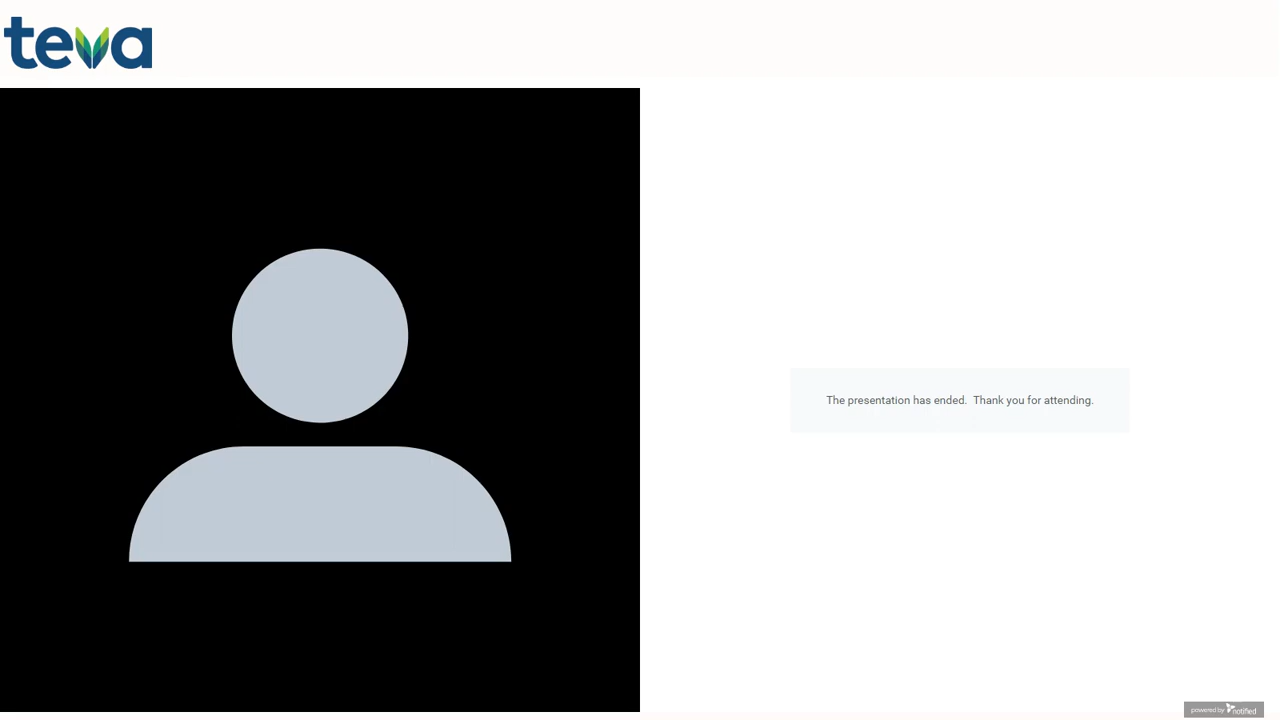 teva
The presentation has ended.  Thank you for attending.
powered by notified